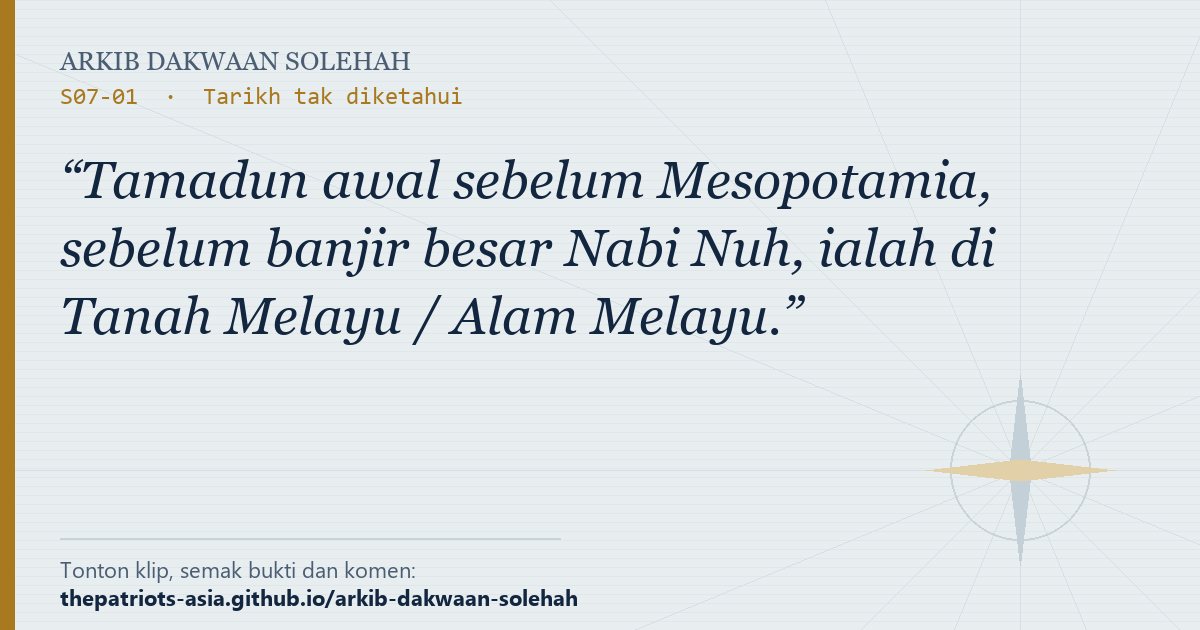 ARKIB DAKWAAN SOLEHAH
S07-01 · Tarikh tak diketahui
“Tamadun awal sebelum Mesopotamia,
sebelum banjir besar Nabi Nuh, ialah di
Tanah Melayu / Alam Melayu.”
Tonton klip, semak bukti dan komen:
thepatriots-asia.github.io/arkib-dakwaan-solehah